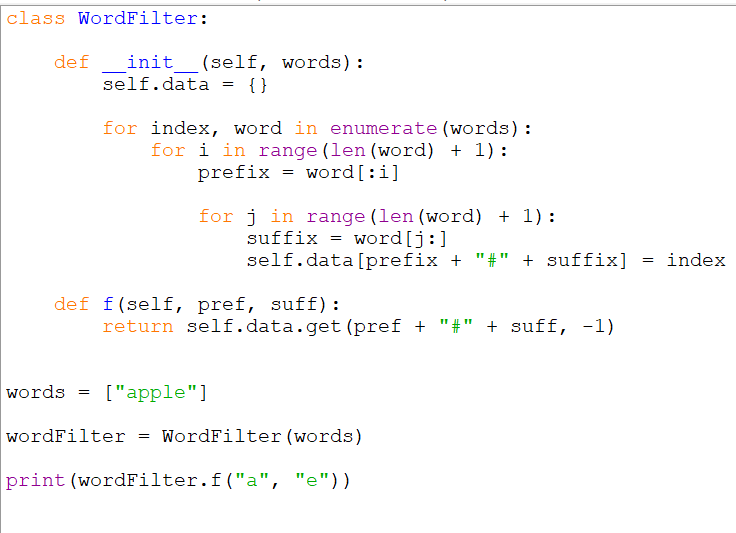 class WordFilter:
    def __init__(self, words):
        self.data = {}
        for index, word in enumerate(words):
            for i in range(len(word) + 1):
                prefix = word[:i]
                for j in range(len(word) + 1):
                    suffix = word[j:]
                    self.data[prefix + "#" + suffix] = index
    def f(self, pref, suff):
        return self.data.get(pref + "#" + suff, -1)
words = ["apple"]
wordFilter = WordFilter(words)
print(wordFilter.f("a", "e"))